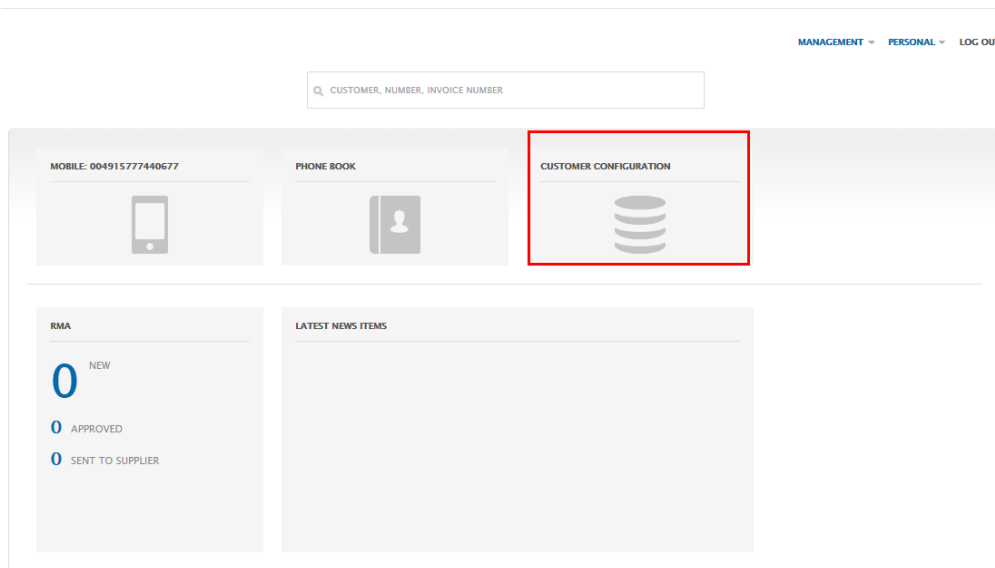 MANAGEMENT PERSONAL LOG OU
CUSTOMER, NUMBER, INVOICE NUMBER
MOBILE: 004915777440677
PHONE BOOK
CUSTOMER CONFIGURATION
RMA
LATEST NEWS ITEMS
0 NEW
0 APPROVED
0 SENT TO SUPPLIER